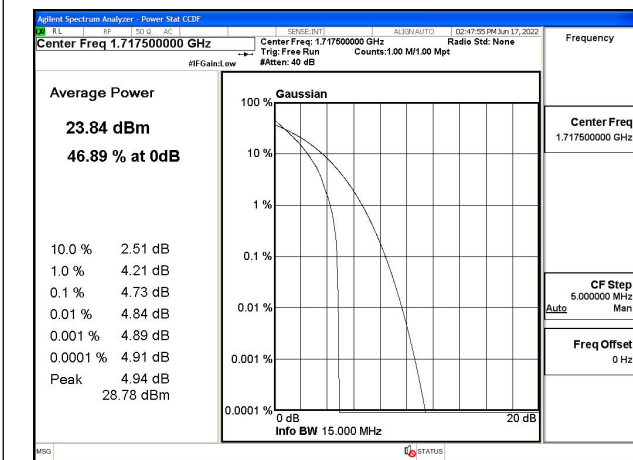 Agilent Spectrum Analyzer - Power Stat CCDF
RL RF 50 Ω AC SENSE:INT ALIGN AUTO 02:47:55 PM Jun 17, 2022
Center Freq 1.717500000 GHz
Center Freq: 1.717500000 GHz Radio Std: None
Trig: Free Run Counts:1.00 M/1.00 Mpt
#IFGain:Low #Atten: 40 dB
Frequency
Average Power
23.84 dBm
46.89 % at 0dB
10.0 % 2.51 dB
1.0 % 4.21 dB
0.1 % 4.73 dB
0.01 % 4.84 dB
0.001 % 4.89 dB
0.0001 % 4.91 dB
Peak 4.94 dB
28.78 dBm
Gaussian
100 %
10 %
1 %
0.1 %
0.01 %
0.001 %
0.0001 %
0 dB 20 dB
Info BW 15.000 MHz
Center Freq
1.717500000 GHz
CF Step
5.000000 MHz
Auto Man
Freq Offset
0 Hz
MSG STATUS